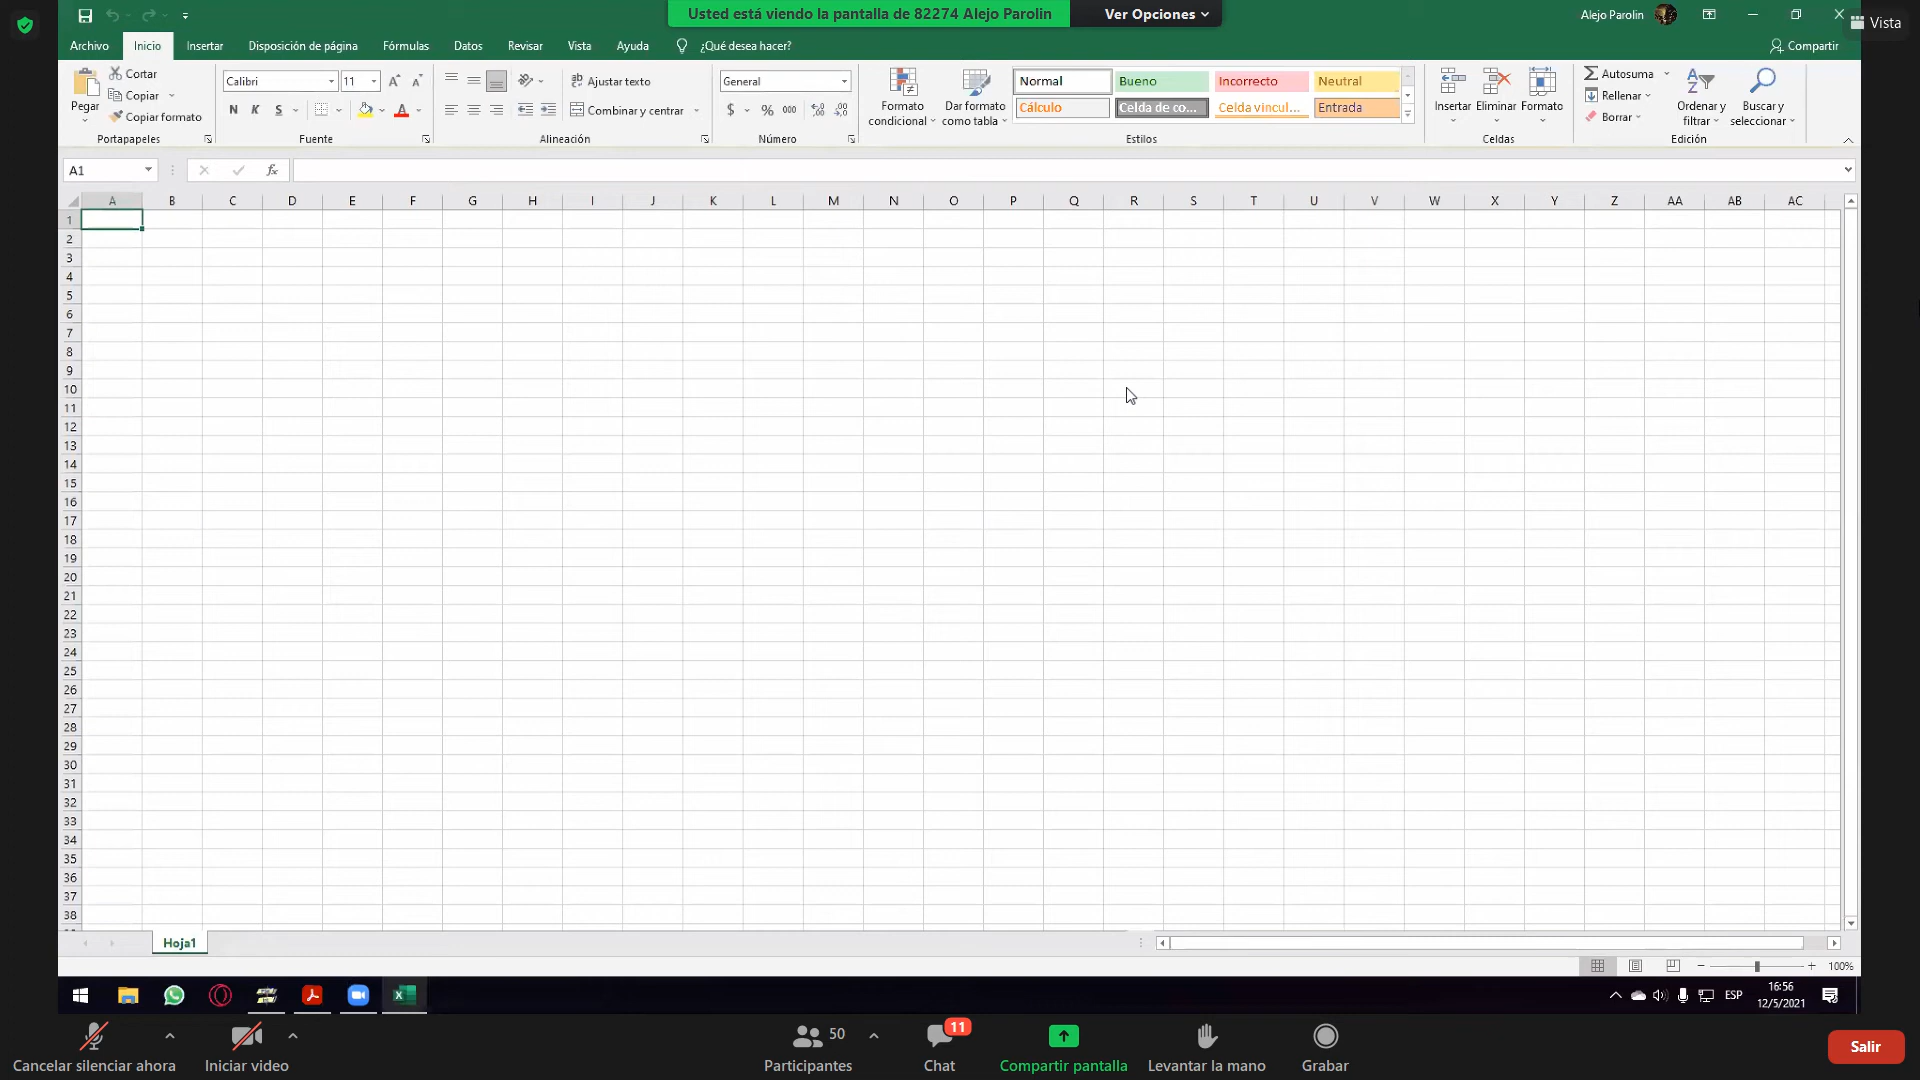 Usted está viendo la pantalla de 82274 Alejo Parolin
Ver Opciones
Alejo Parolin
Vista
Archivo Inicio Insertar Disposición de página Fórmulas Datos Revisar Vista Ayuda ¿Qué desea hacer? Compartir
Pegar
Cortar
Copiar
Copiar formato
Portapapeles
Calibri 11
N K S
Fuente
Ajustar texto
Combinar y centrar
Alineación
General
$ % 000
Número
Formato condicional
Dar formato como tabla
Normal Bueno Incorrecto Neutral
Cálculo Celda de co... Celda vincul... Entrada
Estilos
Insertar Eliminar Formato
Celdas
Autosuma
Rellenar
Borrar
Ordenar y filtrar
Buscar y seleccionar
Edición
A1 fx
A B C D E F G H I J K L M N O P Q R S T U V W X Y Z AA AB AC
1
2
3
4
5
6
7
8
9
10
11
12
13
14
15
16
17
18
19
20
21
22
23
24
25
26
27
28
29
30
31
32
33
34
35
36
37
38
Hoja1
100%
ESP
16:56
12/5/2021
Cancelar silenciar ahora
Iniciar video
50
Participantes
11
Chat
Compartir pantalla
Levantar la mano
Grabar
Salir